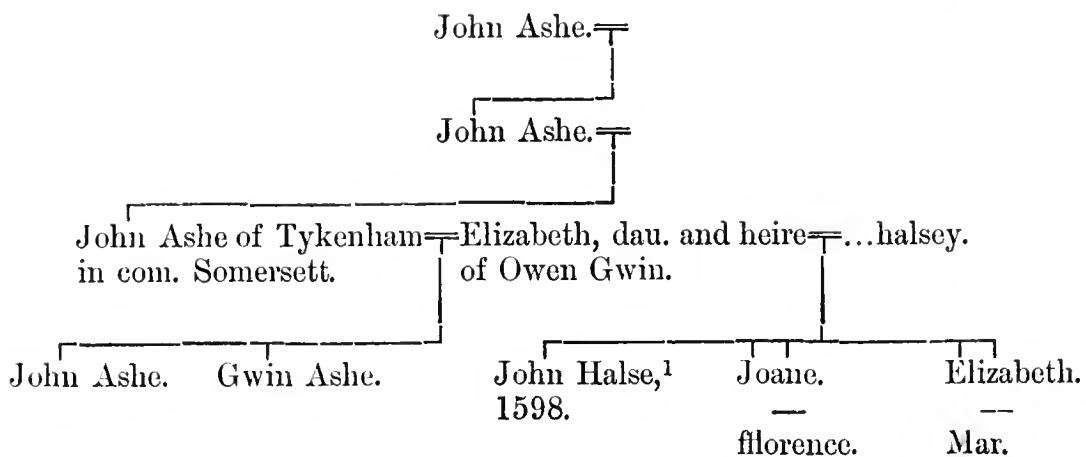 John Ashe.
John Ashe.
John Ashe of Tykenham Elizabeth, dau. and heire ...halsey.
in com. Somersett. of Owen Gwin.
John Ashe. Gwin Ashe. John Halse,¹ Joane. Elizabeth.
1598.
fflorence. Mar.